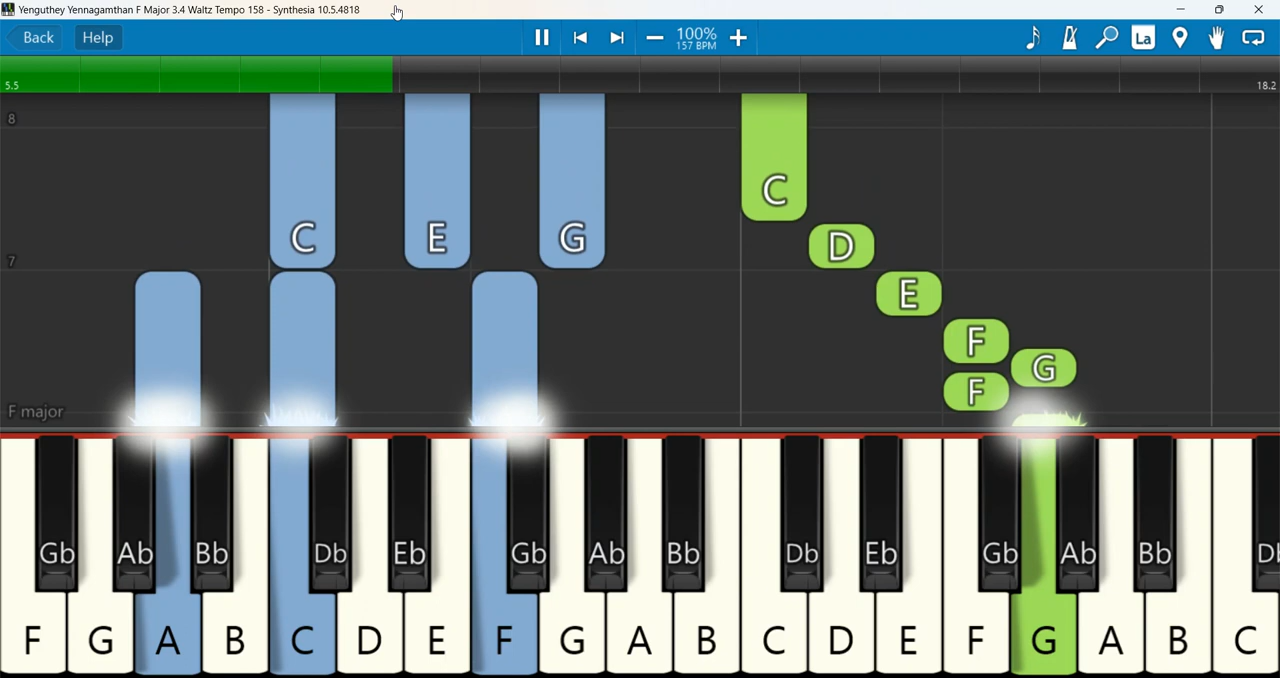 Yenguthey Yennagamthan F Major 3.4 Waltz Tempo 158 - Synthesia 10.5.4818
Back Help 100% La
157 BPM
5.5 18.2
8
C
C E G D
7
E
F
G
F
F major
Gb Ab Bb Db Eb Gb Ab Bb Db Eb Gb Ab Bb
F G A B C D E F G A B C D E F G A B C